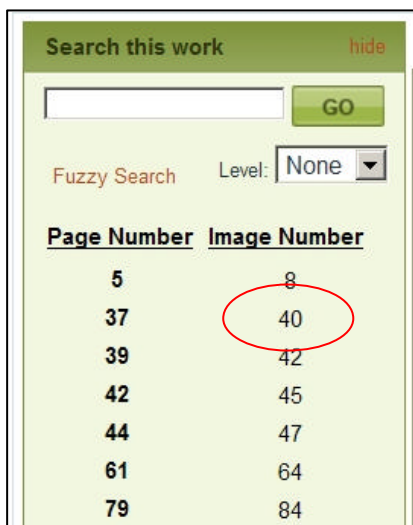 Search this work hide
GO
Fuzzy Search Level: None
Page Number Image Number
5 8
37 40
39 42
42 45
44 47
61 64
79 84